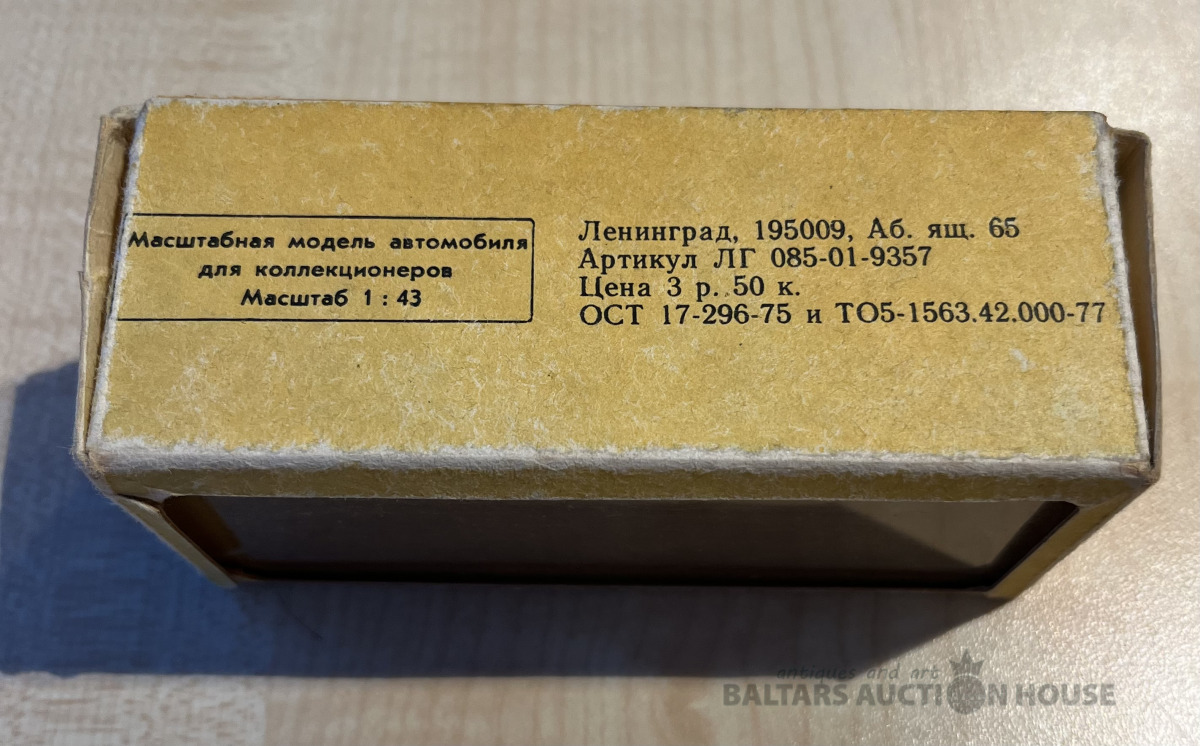 Масштабная модель автомобиля
для коллекционеров
Масштаб 1 : 43
Ленинград, 195009, Аб. ящ. 65
Артикул ЛГ 085-01-9357
Цена 3 р. 50 к.
ОСТ 17-296-75 и ТО5-1563.42.000-77
antiques and art
BALTARS AUCTION HOUSE